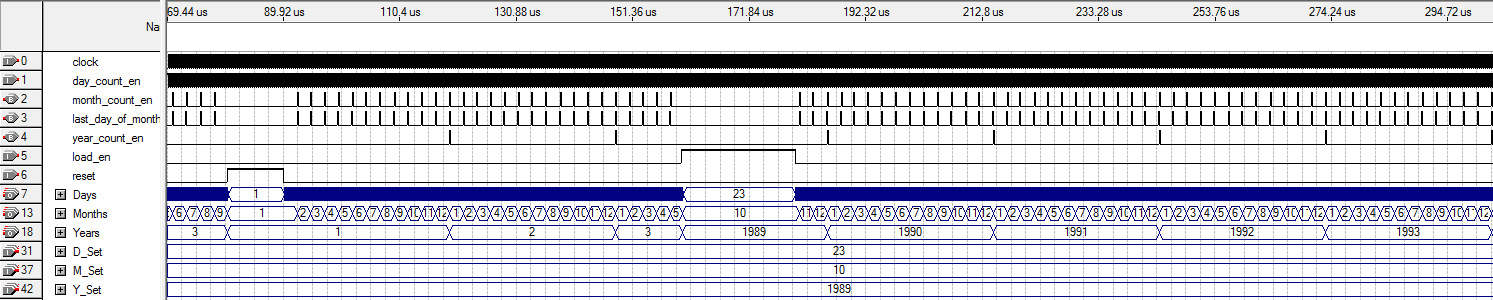 69.44 us 89.92 us 110.4 us 130.88 us 151.36 us 171.84 us 192.32 us 212.8 us 233.28 us 253.76 us 274.24 us 294.72 us
Na
0 clock
1 day_count_en
2 month_count_en
3 last_day_of_month
4 year_count_en
5 load_en
6 reset
7 Days 1 23
13 Months 6 7 8 9 1 2 3 4 5 6 7 8 9 10 11 12 1 2 3 4 5 6 7 8 9 10 11 12 1 2 3 4 5 10 11 12 1 2 3 4 5 6 7 8 9 10 11 12 1 2 3 4 5 6 7 8 9 10 11 12 1 2 3 4 5 6 7 8 9 10 11 12 1 2 3 4 5 6 7 8 9 10 11 12
18 Years 3 1 2 3 1989 1990 1991 1992 1993
31 D_Set 23
37 M_Set 10
42 Y_Set 1989